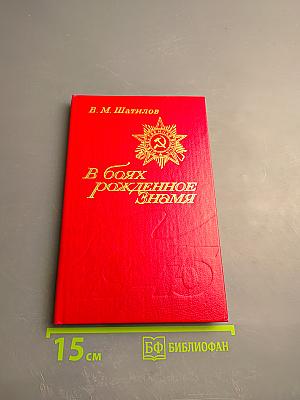 В. М. Шатилов
В боях
рожденное
знамя
15 см
БФ БИБЛИОФАН